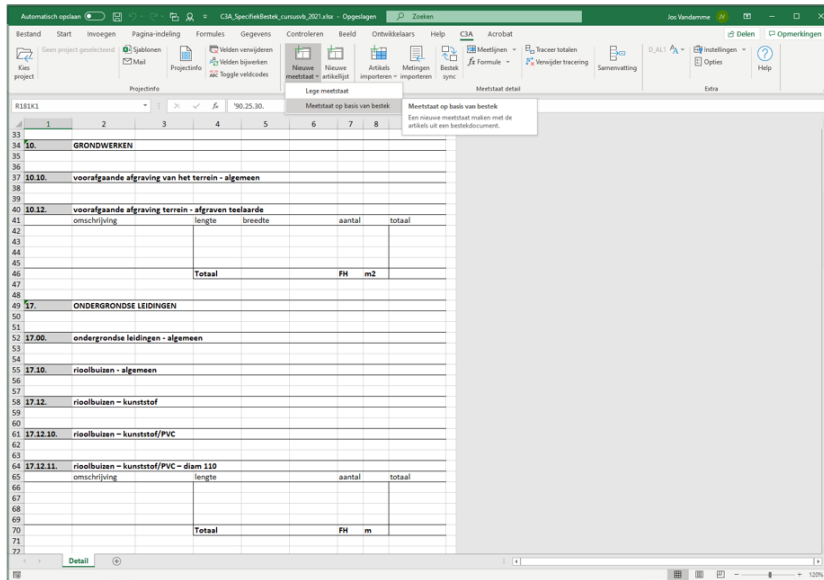 Automatisch opslaan C3A_SpecifiekBestek_cursusvb_2021.xlsx - Opgeslagen Zoeken Jos Vandamme JV
Bestand Start Invoegen Pagina-indeling Formules Gegevens Controleren Beeld Ontwikkelaars Help C3A Acrobat Delen Opmerkingen
Kies project
Geen project geselecteerd
Sjablonen
Mail
Projectinfo
Velden verwijderen
Velden bijwerken
Toggle veldcodes
Projectinfo
Nieuwe meetstaat
Nieuwe artikellijst
Artikels importeren
Metingen importeren
Bestek sync
Meetlijnen
Formule
Traceer totalen
Verwijder tracering
Meetstaat detail
Samenvatting
D_AL1
Instellingen
Opties
Help
Extra
Lege meetstaat
Meetstaat op basis van bestek
Meetstaat op basis van bestek
Een nieuwe meetstaat maken met de
artikels uit een bestekdocument.
R181K1 fx '90.25.30.
1 2 3 4 5 6 7 8
33
34 10. GRONDWERKEN
35
36
37 10.10. voorafgaande afgraving van het terrein - algemeen
38
39
40 10.12. voorafgaande afgraving terrein - afgraven teelaarde
41 omschrijving lengte breedte aantal totaal
42
43
44
45
46 Totaal FH m2
47
48
49 17. ONDERGRONDSE LEIDINGEN
50
51
52 17.00. ondergrondse leidingen - algemeen
53
54
55 17.10. rioolbuizen - algemeen
56
57
58 17.12. rioolbuizen – kunststof
59
60
61 17.12.10. rioolbuizen – kunststof/PVC
62
63
64 17.12.11. rioolbuizen – kunststof/PVC – diam 110
65 omschrijving lengte aantal totaal
66
67
68
69
70 Totaal FH m
71
72
Detail
120%